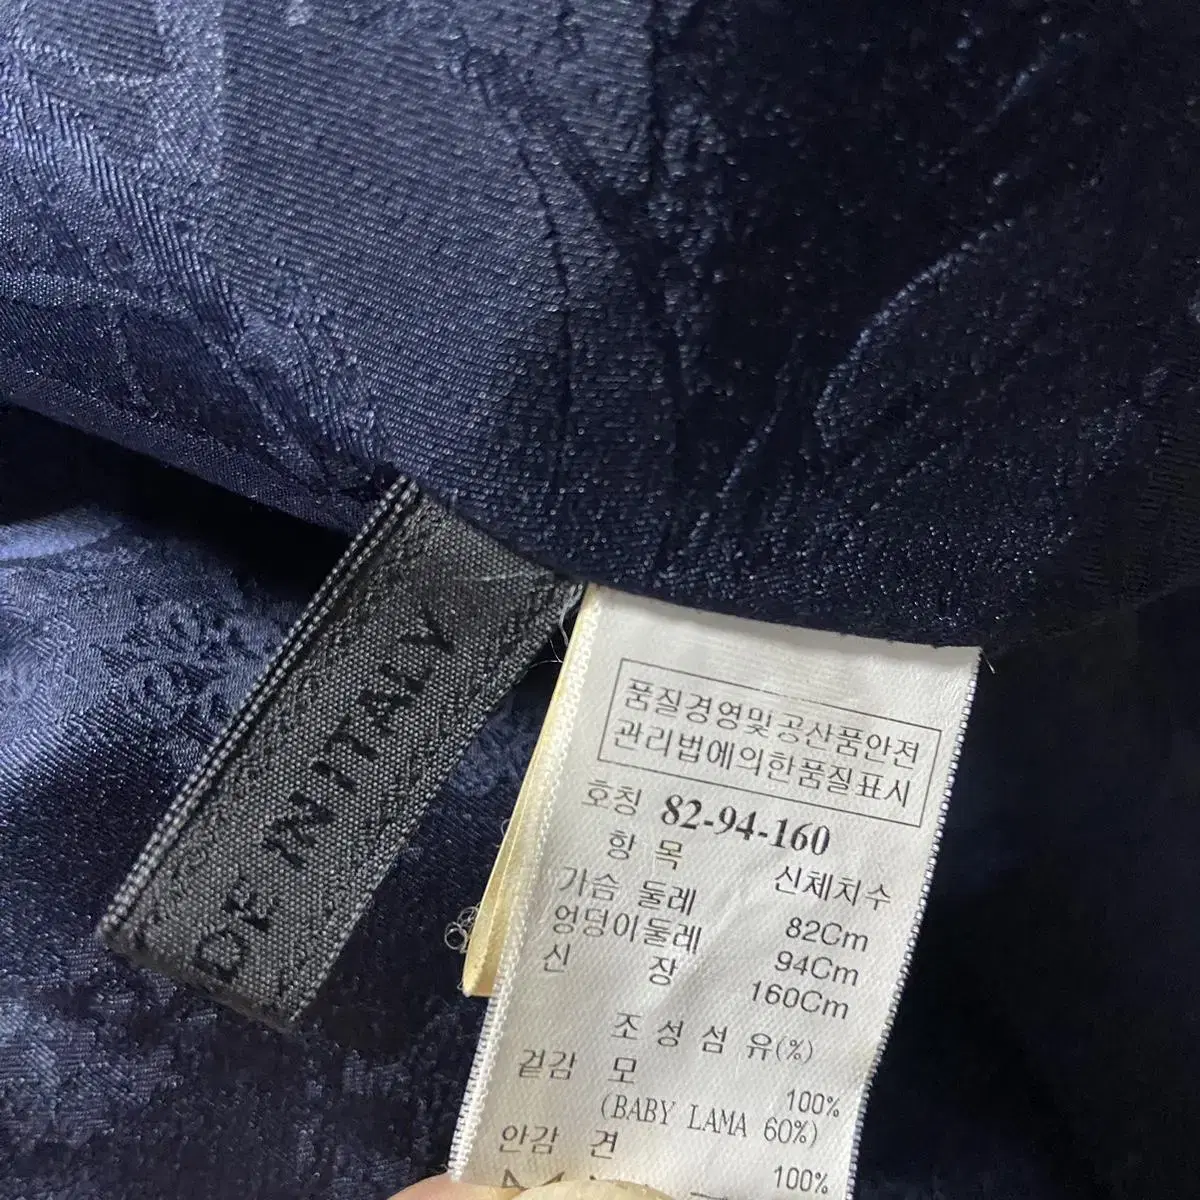 DE IN ITALY
품질경영및공산품안전
관리법에의한품질표시
호칭 82-94-160
항 목 신체치수
가슴 둘레 82Cm
엉덩이둘레 94Cm
신 장 160Cm
조 성 섬 유(%)
겉감 모 100%
(BABY LAMA 60%)
안감 견 100%